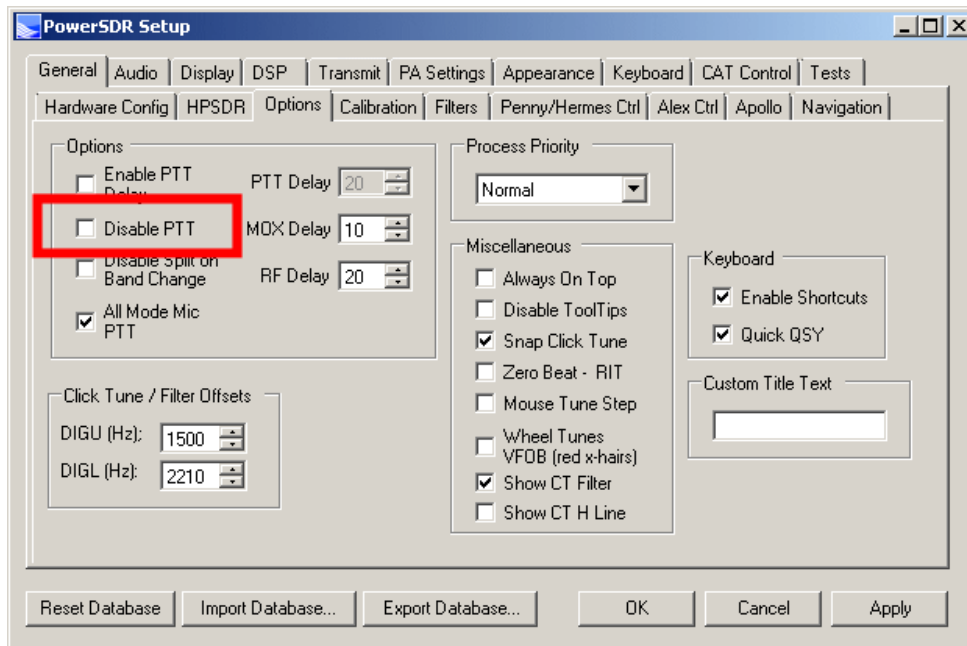 PowerSDR Setup
General Audio Display DSP Transmit PA Settings Appearance Keyboard CAT Control Tests
Hardware Config HPSDR Options Calibration Filters Penny/Hermes Ctrl Alex Ctrl Apollo Navigation
Options
Enable PTT
Delay
PTT Delay 20
Disable PTT
MOX Delay 10
Disable Split on
Band Change
RF Delay 20
All Mode Mic
PTT
Click Tune / Filter Offsets
DIGU (Hz): 1500
DIGL (Hz): 2210
Process Priority
Normal
Miscellaneous
Always On Top
Disable ToolTips
Snap Click Tune
Zero Beat - RIT
Mouse Tune Step
Wheel Tunes
VFOB (red x-hairs)
Show CT Filter
Show CT H Line
Keyboard
Enable Shortcuts
Quick QSY
Custom Title Text
Reset Database Import Database... Export Database... OK Cancel Apply